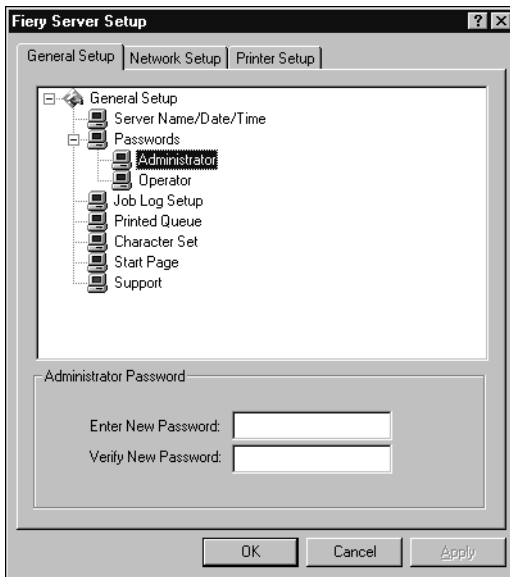 Fiery Server Setup
General Setup Network Setup Printer Setup
General Setup
Server Name/Date/Time
Passwords
Administrator
Operator
Job Log Setup
Printed Queue
Character Set
Start Page
Support
Administrator Password
Enter New Password:
Verify New Password:
OK Cancel Apply